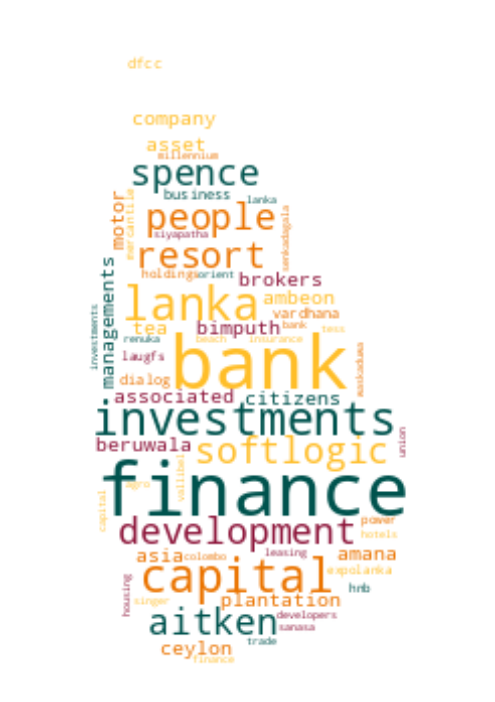 dfcc
company
asset
millennium
spence
business
lanka
motor
mercantile
people
senkadagala
siyapatha
resort
holdings
orient
brokers
managements
lanka
ambeon
vardhana
tea
bimputh
bank
tess
investments
renuka
beach
insurance
laugfs
bank
waskaduwa
dialog
associated
citizens
investments
beruwala
softlogic
union
vallibel
finance
agro
capital
development
power
hotels
asia
colombo
leasing
amana
capital
expolanka
hnb
housing
singer
plantation
aitken
developers
sanasa
trade
ceylon
finance